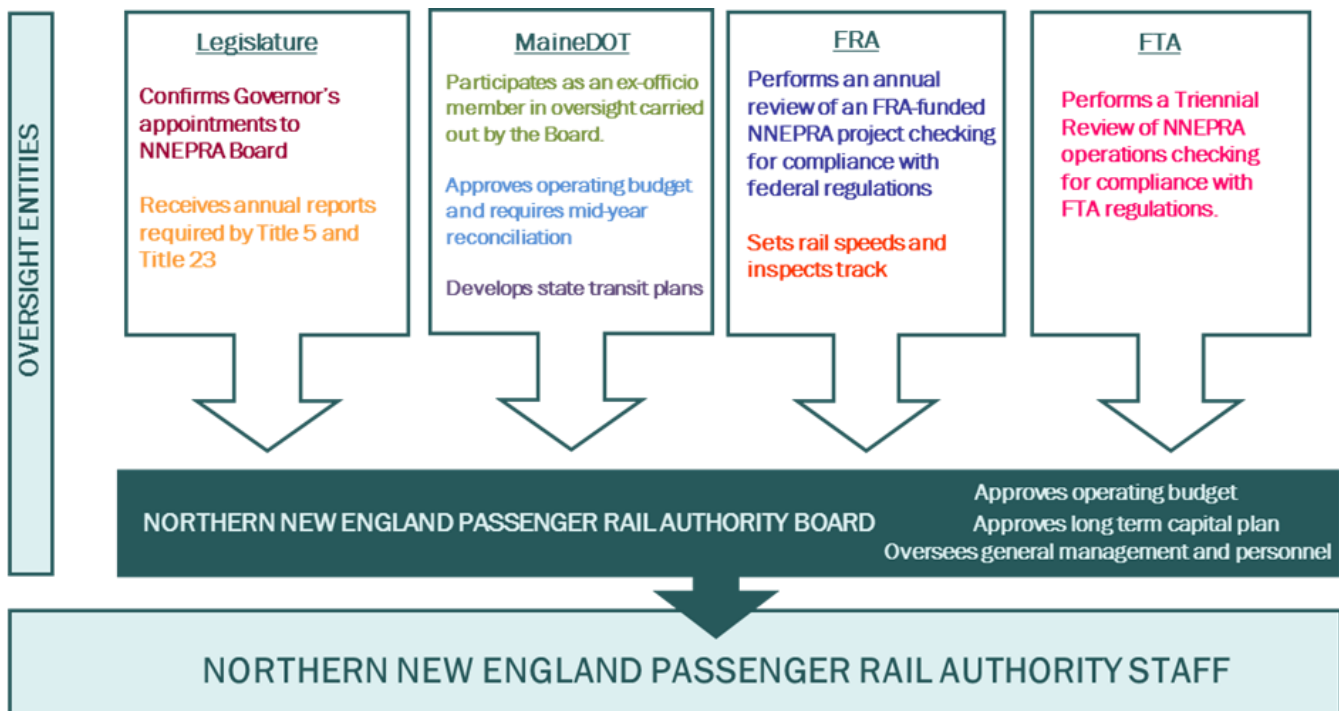 OVERSIGHT ENTITIES
Legislature
Confirms Governor's
appointments to
NNEPRA Board
Receives annual reports
required by Title 5 and
Title 23
MaineDOT
Participates as an ex-officio
member in oversight carried
out by the Board.
Approves operating budget
and requires mid-year
reconciliation
Develops state transit plans
FRA
Performs an annual
review of an FRA-funded
NNEPRA project checking
for compliance with
federal regulations
Sets rail speeds and
inspects track
FTA
Performs a Triennial
Review of NNEPRA
operations checking
for compliance with
FTA regulations.
NORTHERN NEW ENGLAND PASSENGER RAIL AUTHORITY BOARD
Approves operating budget
Approves long term capital plan
Oversees general management and personnel
NORTHERN NEW ENGLAND PASSENGER RAIL AUTHORITY STAFF